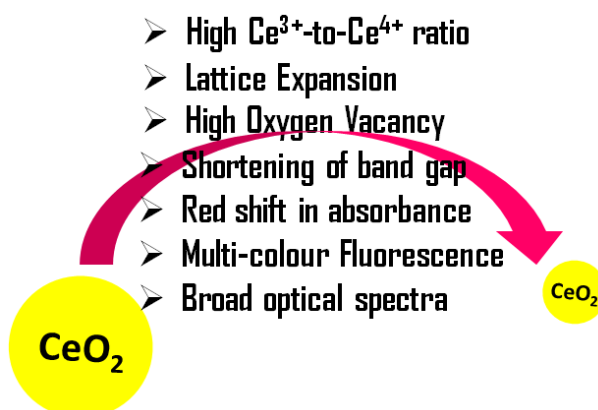 ➢ High Ce³⁺-to-Ce⁴⁺ ratio
➢ Lattice Expansion
➢ High Oxygen Vacancy
➢ Shortening of band gap
➢ Red shift in absorbance
➢ Multi-colour Fluorescence
➢ Broad optical spectra
CeO₂
CeO₂